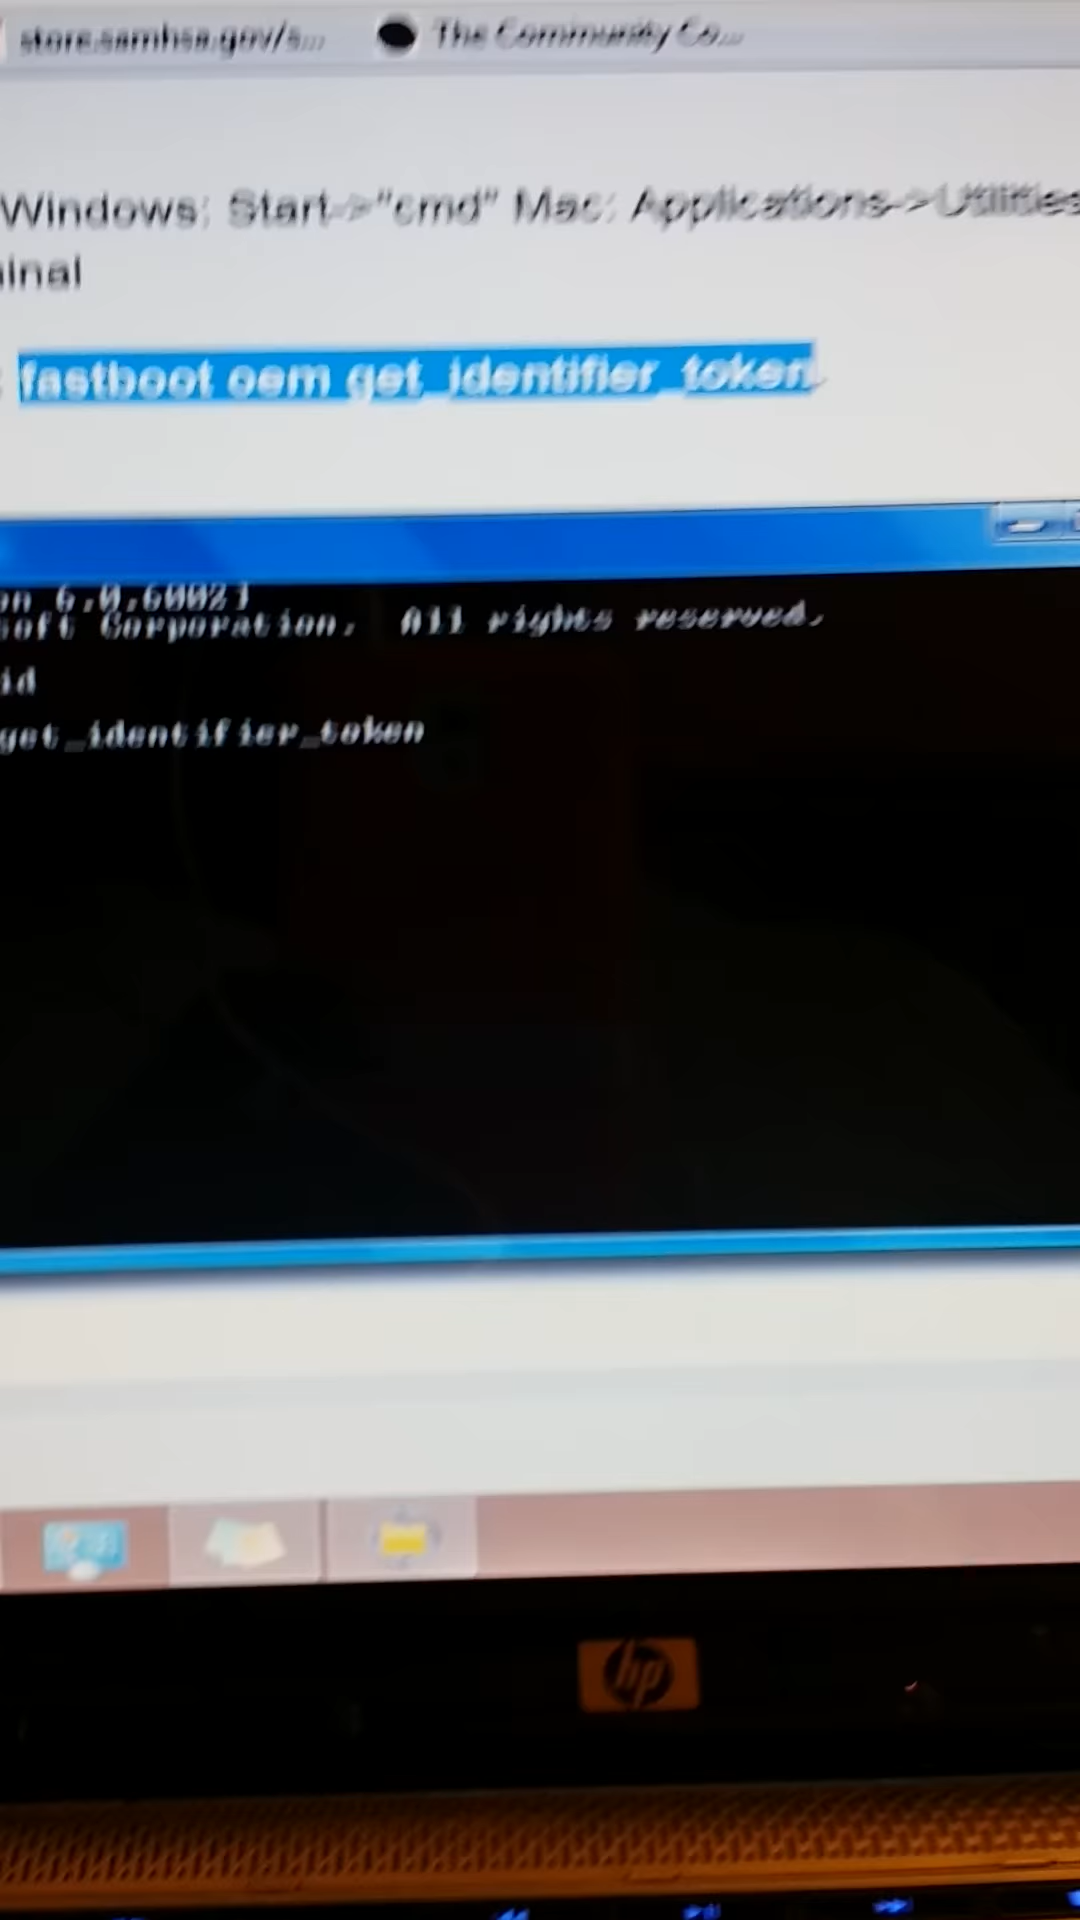 store.samhsa.gov/s... The Community Co...
Windows: Start->"cmd" Mac: Applications->Utilities
inal
: fastboot oem get_identifier_token.
on 6.0.6002]
soft Corporation. All rights reserved.
id
get_identifier_token
hp